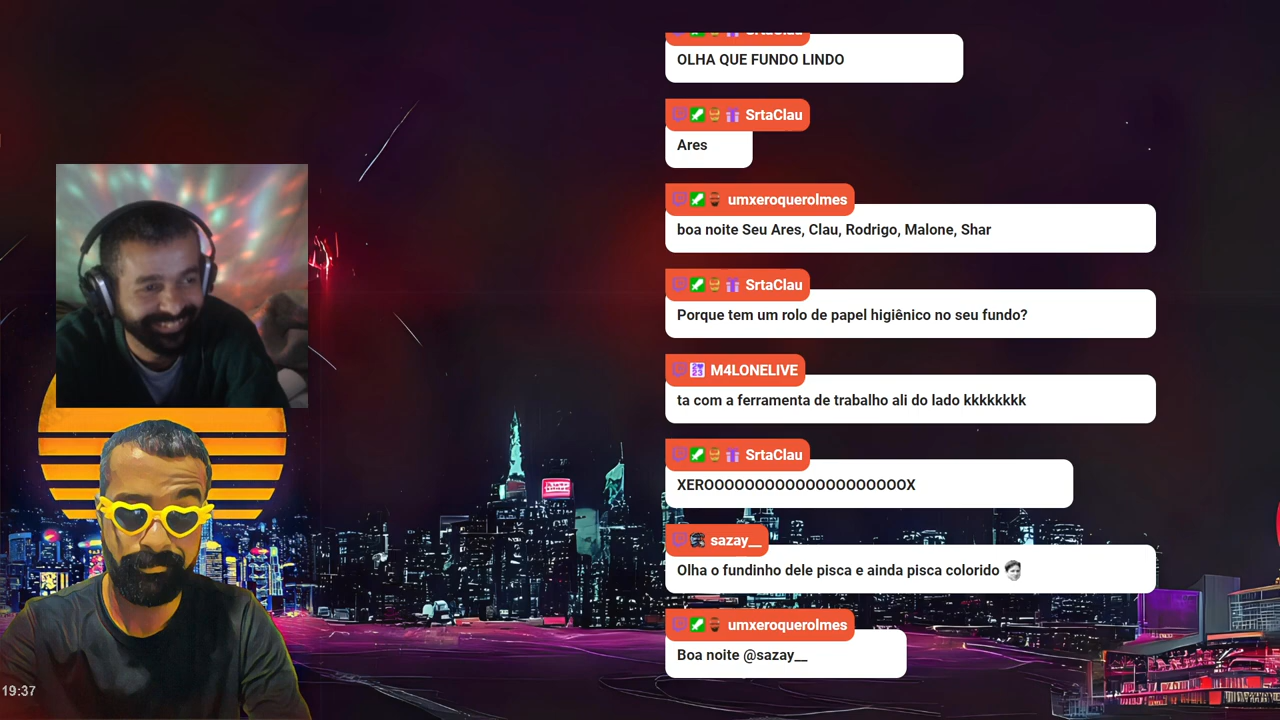 SrtaClau
OLHA QUE FUNDO LINDO
SrtaClau
Ares
umxeroquerolmes
boa noite Seu Ares, Clau, Rodrigo, Malone, Shar
SrtaClau
Porque tem um rolo de papel higiênico no seu fundo?
M4LONELIVE
ta com a ferramenta de trabalho ali do lado kkkkkkkk
SrtaClau
XEROOOOOOOOOOOOOOOOOOOOX
sazay__
Olha o fundinho dele pisca e ainda pisca colorido
umxeroquerolmes
Boa noite @sazay__
19:37